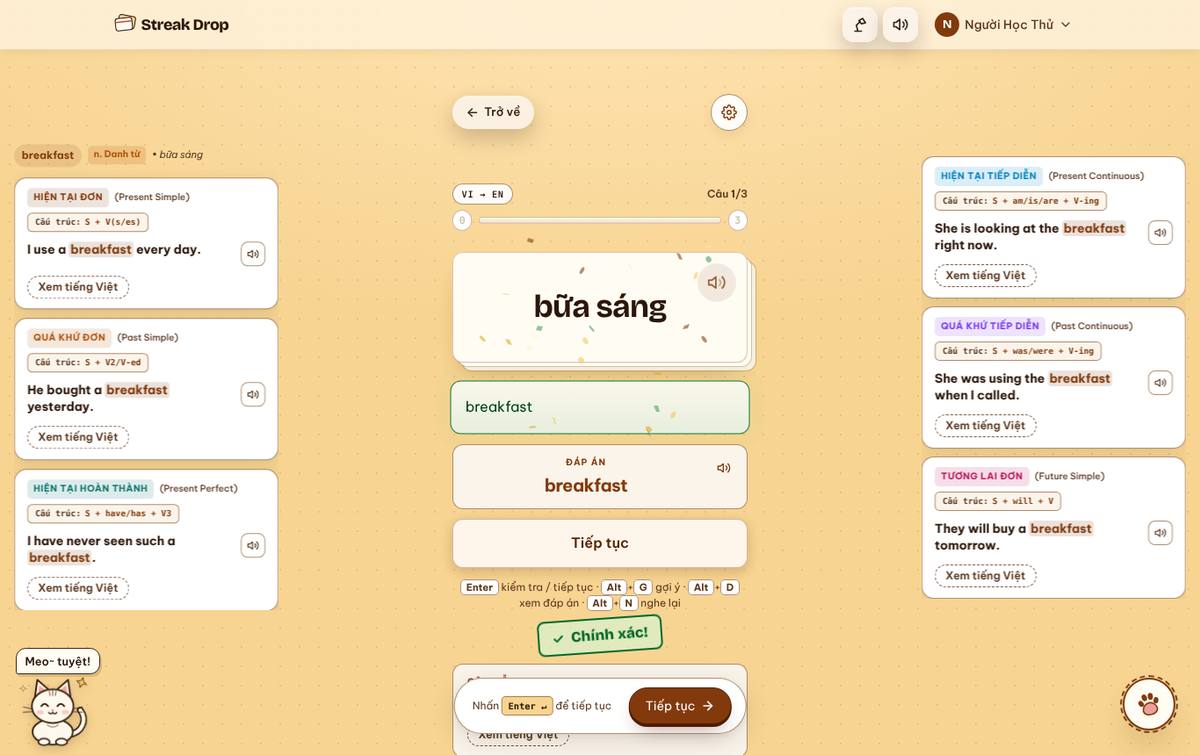 Streak Drop
N Người Học Thử
Trở về
breakfast n. Danh từ • bữa sáng
HIỆN TẠI ĐƠN (Present Simple)
Cấu trúc: S + V(s/es)
I use a breakfast every day.
Xem tiếng Việt
QUÁ KHỨ ĐƠN (Past Simple)
Cấu trúc: S + V2/V-ed
He bought a breakfast
yesterday.
Xem tiếng Việt
HIỆN TẠI HOÀN THÀNH (Present Perfect)
Cấu trúc: S + have/has + V3
I have never seen such a
breakfast.
Xem tiếng Việt
Meo~ tuyệt!
VI → EN Câu 1/3
0 3
bữa sáng
breakfast
ĐÁP ÁN
breakfast
Tiếp tục
Enter kiểm tra / tiếp tục · Alt + G gợi ý · Alt + D
xem đáp án · Alt + N nghe lại
✓ Chính xác!
Nhấn Enter ↵ để tiếp tục Tiếp tục →
Xem tiếng Việt
HIỆN TẠI TIẾP DIỄN (Present Continuous)
Cấu trúc: S + am/is/are + V-ing
She is looking at the breakfast
right now.
Xem tiếng Việt
QUÁ KHỨ TIẾP DIỄN (Past Continuous)
Cấu trúc: S + was/were + V-ing
She was using the breakfast
when I called.
Xem tiếng Việt
TƯƠNG LAI ĐƠN (Future Simple)
Cấu trúc: S + will + V
They will buy a breakfast
tomorrow.
Xem tiếng Việt